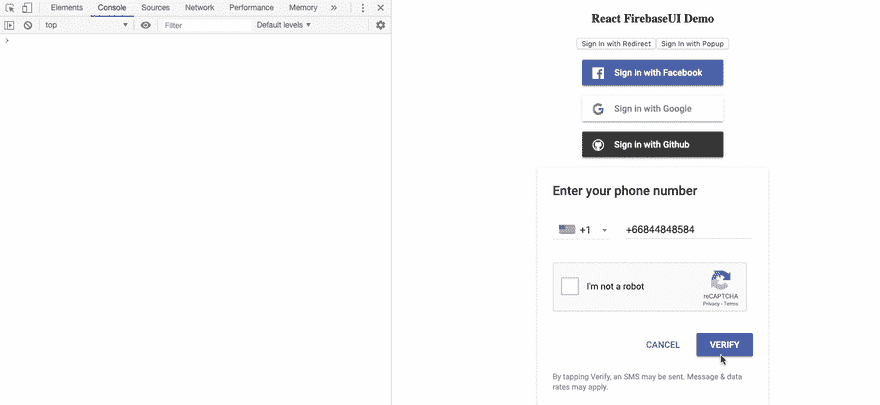 Elements Console Sources Network Performance Memory »
top Filter Default levels
>
React FirebaseUI Demo
Sign In with Redirect Sign In with Popup
Sign in with Facebook
Sign in with Google
Sign in with Github
Enter your phone number
+1 +66844848584
I'm not a robot
reCAPTCHA
Privacy - Terms
CANCEL VERIFY
By tapping Verify, an SMS may be sent. Message & data
rates may apply.